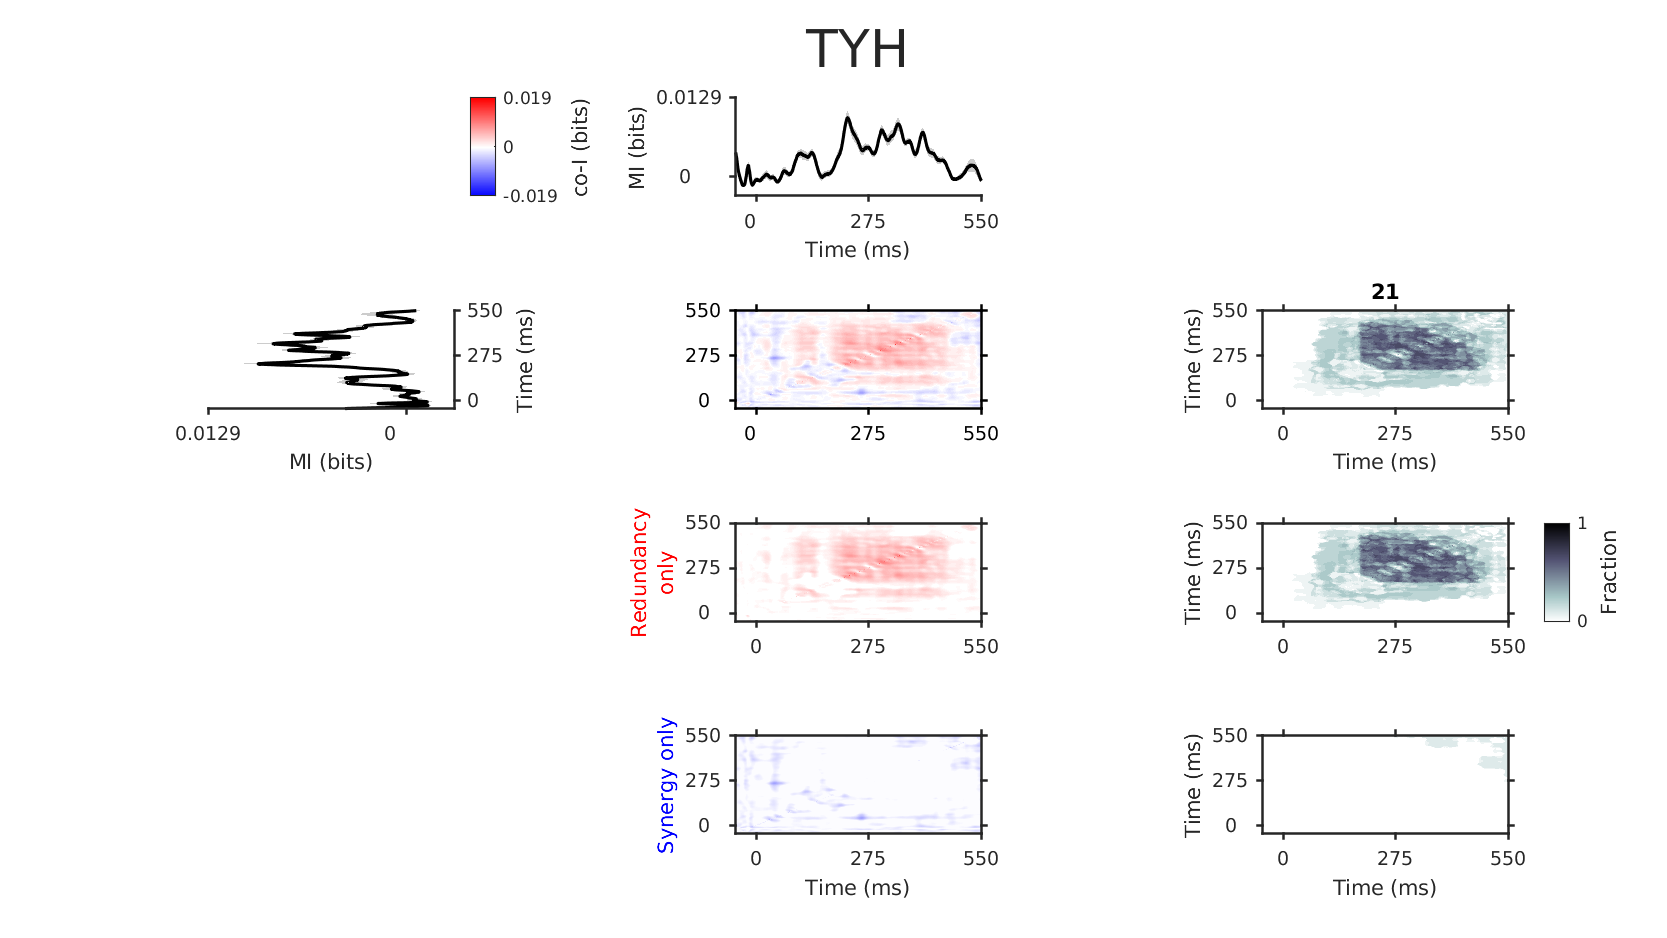 TYH
0.019
0
-0.019
co-I (bits)
0.0129
0
MI (bits)
0 275 550
Time (ms)
550
275
0
Time (ms)
0.0129 0
MI (bits)
550
275
0
0 275 550
21
550
275
0
Time (ms)
0 275 550
Time (ms)
Redundancy
only
550
275
0
0 275 550
550
275
0
Time (ms)
0 275 550
1
0
Fraction
Synergy only
550
275
0
0 275 550
Time (ms)
550
275
0
Time (ms)
0 275 550
Time (ms)